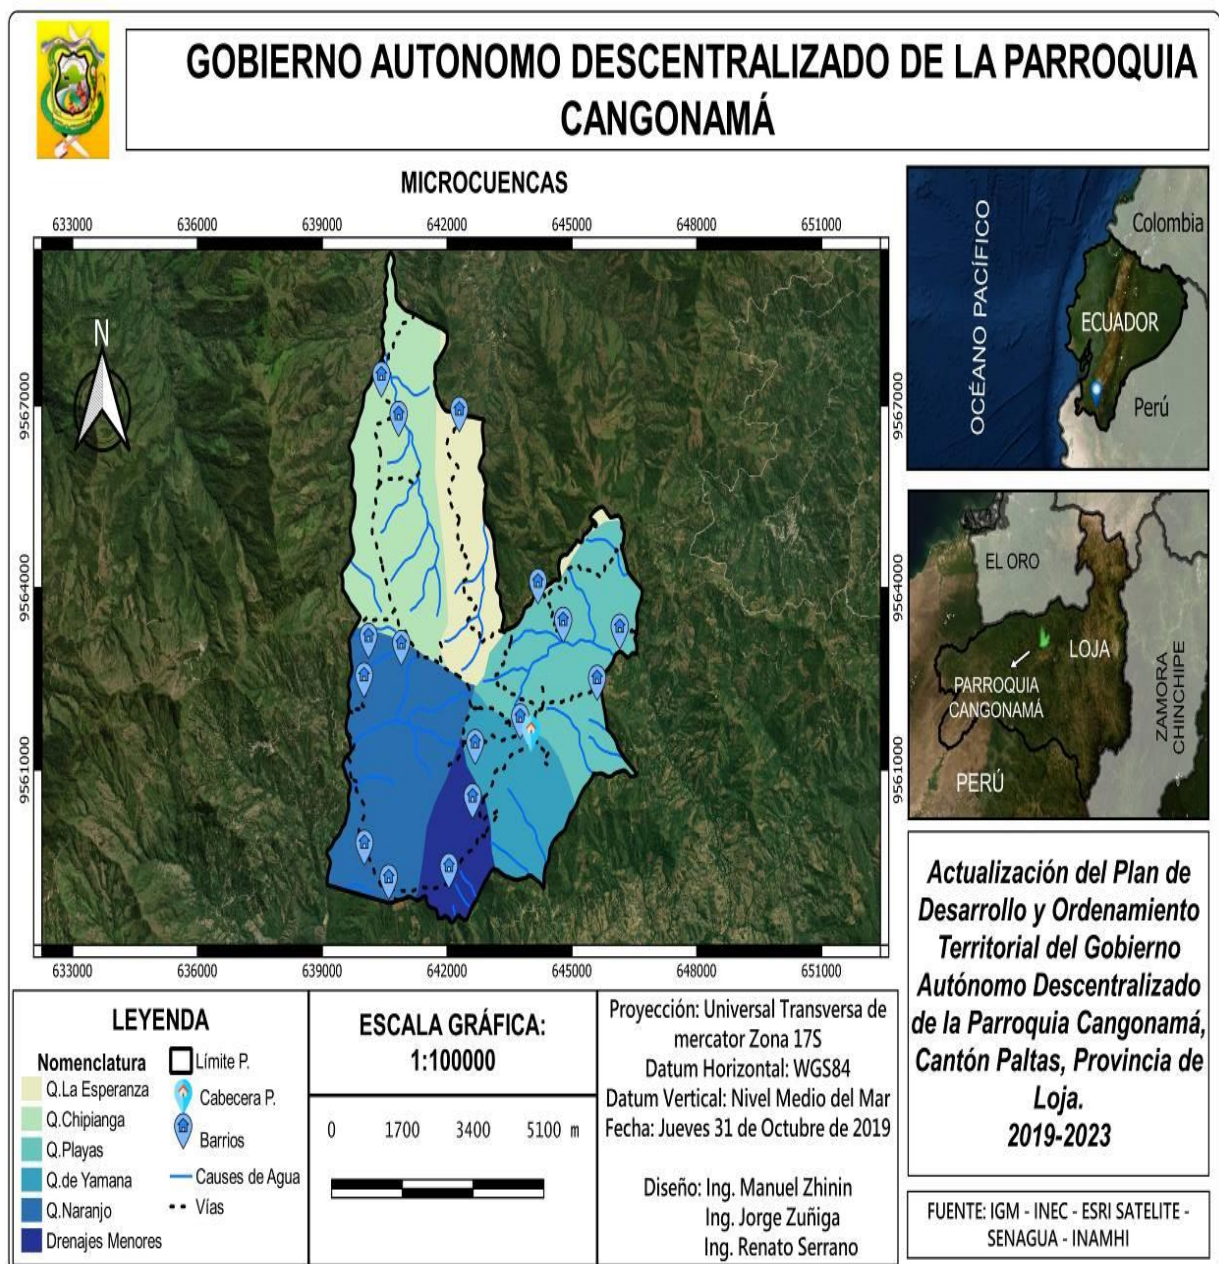 GOBIERNO AUTONOMO DESCENTRALIZADO DE LA PARROQUIA
CANGONAMÁ
MICROCUENCAS
633000 636000 639000 642000 645000 648000 651000
N
9567000 9567000
9564000 9564000
9561000 9561000
633000 636000 639000 642000 645000 648000 651000
OCÉANO PACÍFICO
Colombia
ECUADOR
Perú
EL ORO
LOJA
PARROQUIA
CANGONAMÁ
ZAMORA
CHINCHIPE
PERÚ
Actualización del Plan de
Desarrollo y Ordenamiento
Territorial del Gobierno
Autónomo Descentralizado
de la Parroquia Cangonamá,
Cantón Paltas, Provincia de
Loja.
2019-2023
FUENTE: IGM - INEC - ESRI SATELITE -
SENAGUA - INAMHI
LEYENDA
Nomenclatura
Q.La Esperanza
Q.Chipianga
Q.Playas
Q.de Yamana
Q.Naranjo
Drenajes Menores
Límite P.
Cabecera P.
Barrios
Causes de Agua
Vías
ESCALA GRÁFICA:
1:100000
0 1700 3400 5100 m
Proyección: Universal Transversa de
mercator Zona 17S
Datum Horizontal: WGS84
Datum Vertical: Nivel Medio del Mar
Fecha: Jueves 31 de Octubre de 2019
Diseño: Ing. Manuel Zhinin
Ing. Jorge Zuñiga
Ing. Renato Serrano